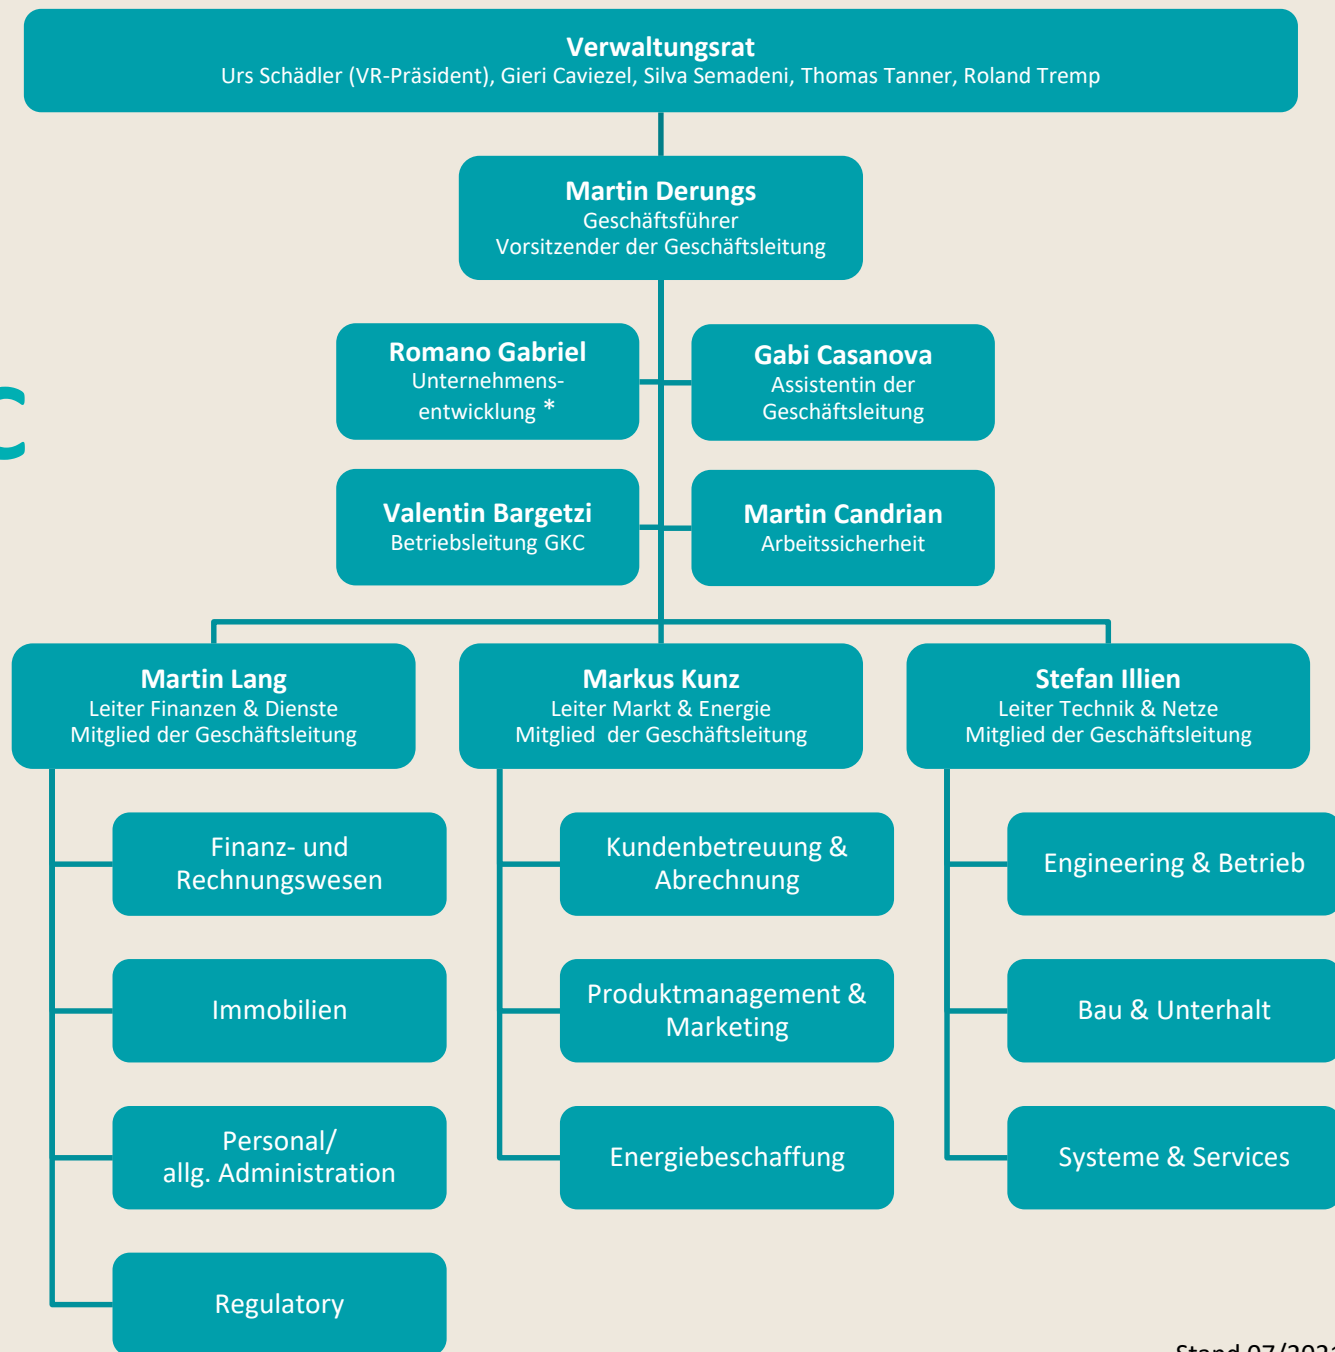 Verwaltungsrat
Urs Schädler (VR-Präsident), Gieri Caviezel, Silva Semadeni, Thomas Tanner, Roland Tremp
Martin Derungs
Geschäftsführer
Vorsitzender der Geschäftsleitung
Romano Gabriel
Unternehmens-
entwicklung *
Gabi Casanova
Assistentin der
Geschäftsleitung
C
Valentin Bargetzi
Betriebsleitung GKC
Martin Candrian
Arbeitssicherheit
Martin Lang
Leiter Finanzen & Dienste
Mitglied der Geschäftsleitung
Markus Kunz
Leiter Markt & Energie
Mitglied der Geschäftsleitung
Stefan Illien
Leiter Technik & Netze
Mitglied der Geschäftsleitung
Finanz- und
Rechnungswesen
Immobilien
Personal/
allg. Administration
Regulatory
Kundenbetreuung &
Abrechnung
Produktmanagement &
Marketing
Energiebeschaffung
Engineering & Betrieb
Bau & Unterhalt
Systeme & Services
Stand